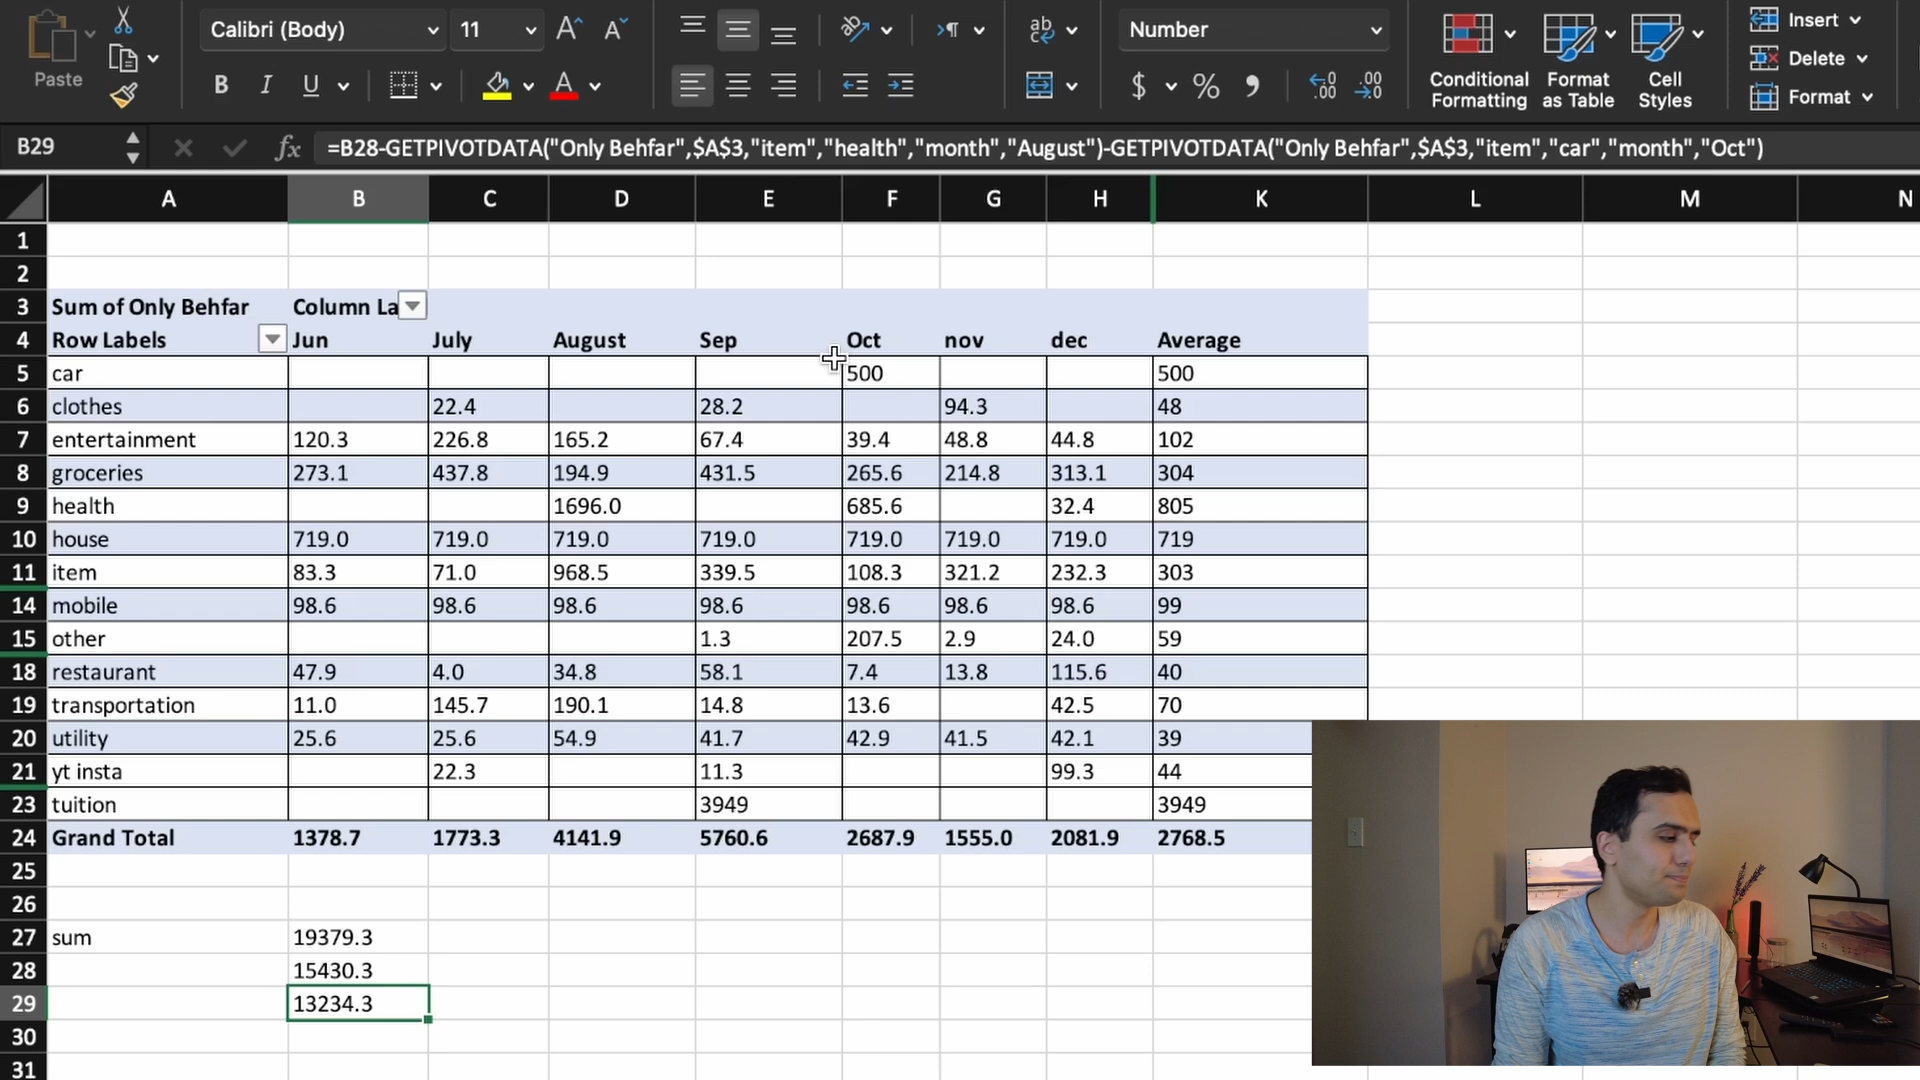 Paste
Calibri (Body)
11
Number
Conditional Formatting
Format as Table
Cell Styles
Insert
Delete
Format
B29
fx
=B28-GETPIVOTDATA("Only Behfar",$A$3,"item","health","month","August")-GETPIVOTDATA("Only Behfar",$A$3,"item","car","month","Oct")
A B C D E F G H K L M N
1
2
3 Sum of Only Behfar Column La
4 Row Labels Jun July August Sep Oct nov dec Average
5 car 500 500
6 clothes 22.4 28.2 94.3 48
7 entertainment 120.3 226.8 165.2 67.4 39.4 48.8 44.8 102
8 groceries 273.1 437.8 194.9 431.5 265.6 214.8 313.1 304
9 health 1696.0 685.6 32.4 805
10 house 719.0 719.0 719.0 719.0 719.0 719.0 719.0 719
11 item 83.3 71.0 968.5 339.5 108.3 321.2 232.3 303
14 mobile 98.6 98.6 98.6 98.6 98.6 98.6 98.6 99
15 other 1.3 207.5 2.9 24.0 59
18 restaurant 47.9 4.0 34.8 58.1 7.4 13.8 115.6 40
19 transportation 11.0 145.7 190.1 14.8 13.6 42.5 70
20 utility 25.6 25.6 54.9 41.7 42.9 41.5 42.1 39
21 yt insta 22.3 11.3 99.3 44
23 tuition 3949 3949
24 Grand Total 1378.7 1773.3 4141.9 5760.6 2687.9 1555.0 2081.9 2768.5
25
26
27 sum 19379.3
28 15430.3
29 13234.3
30
31